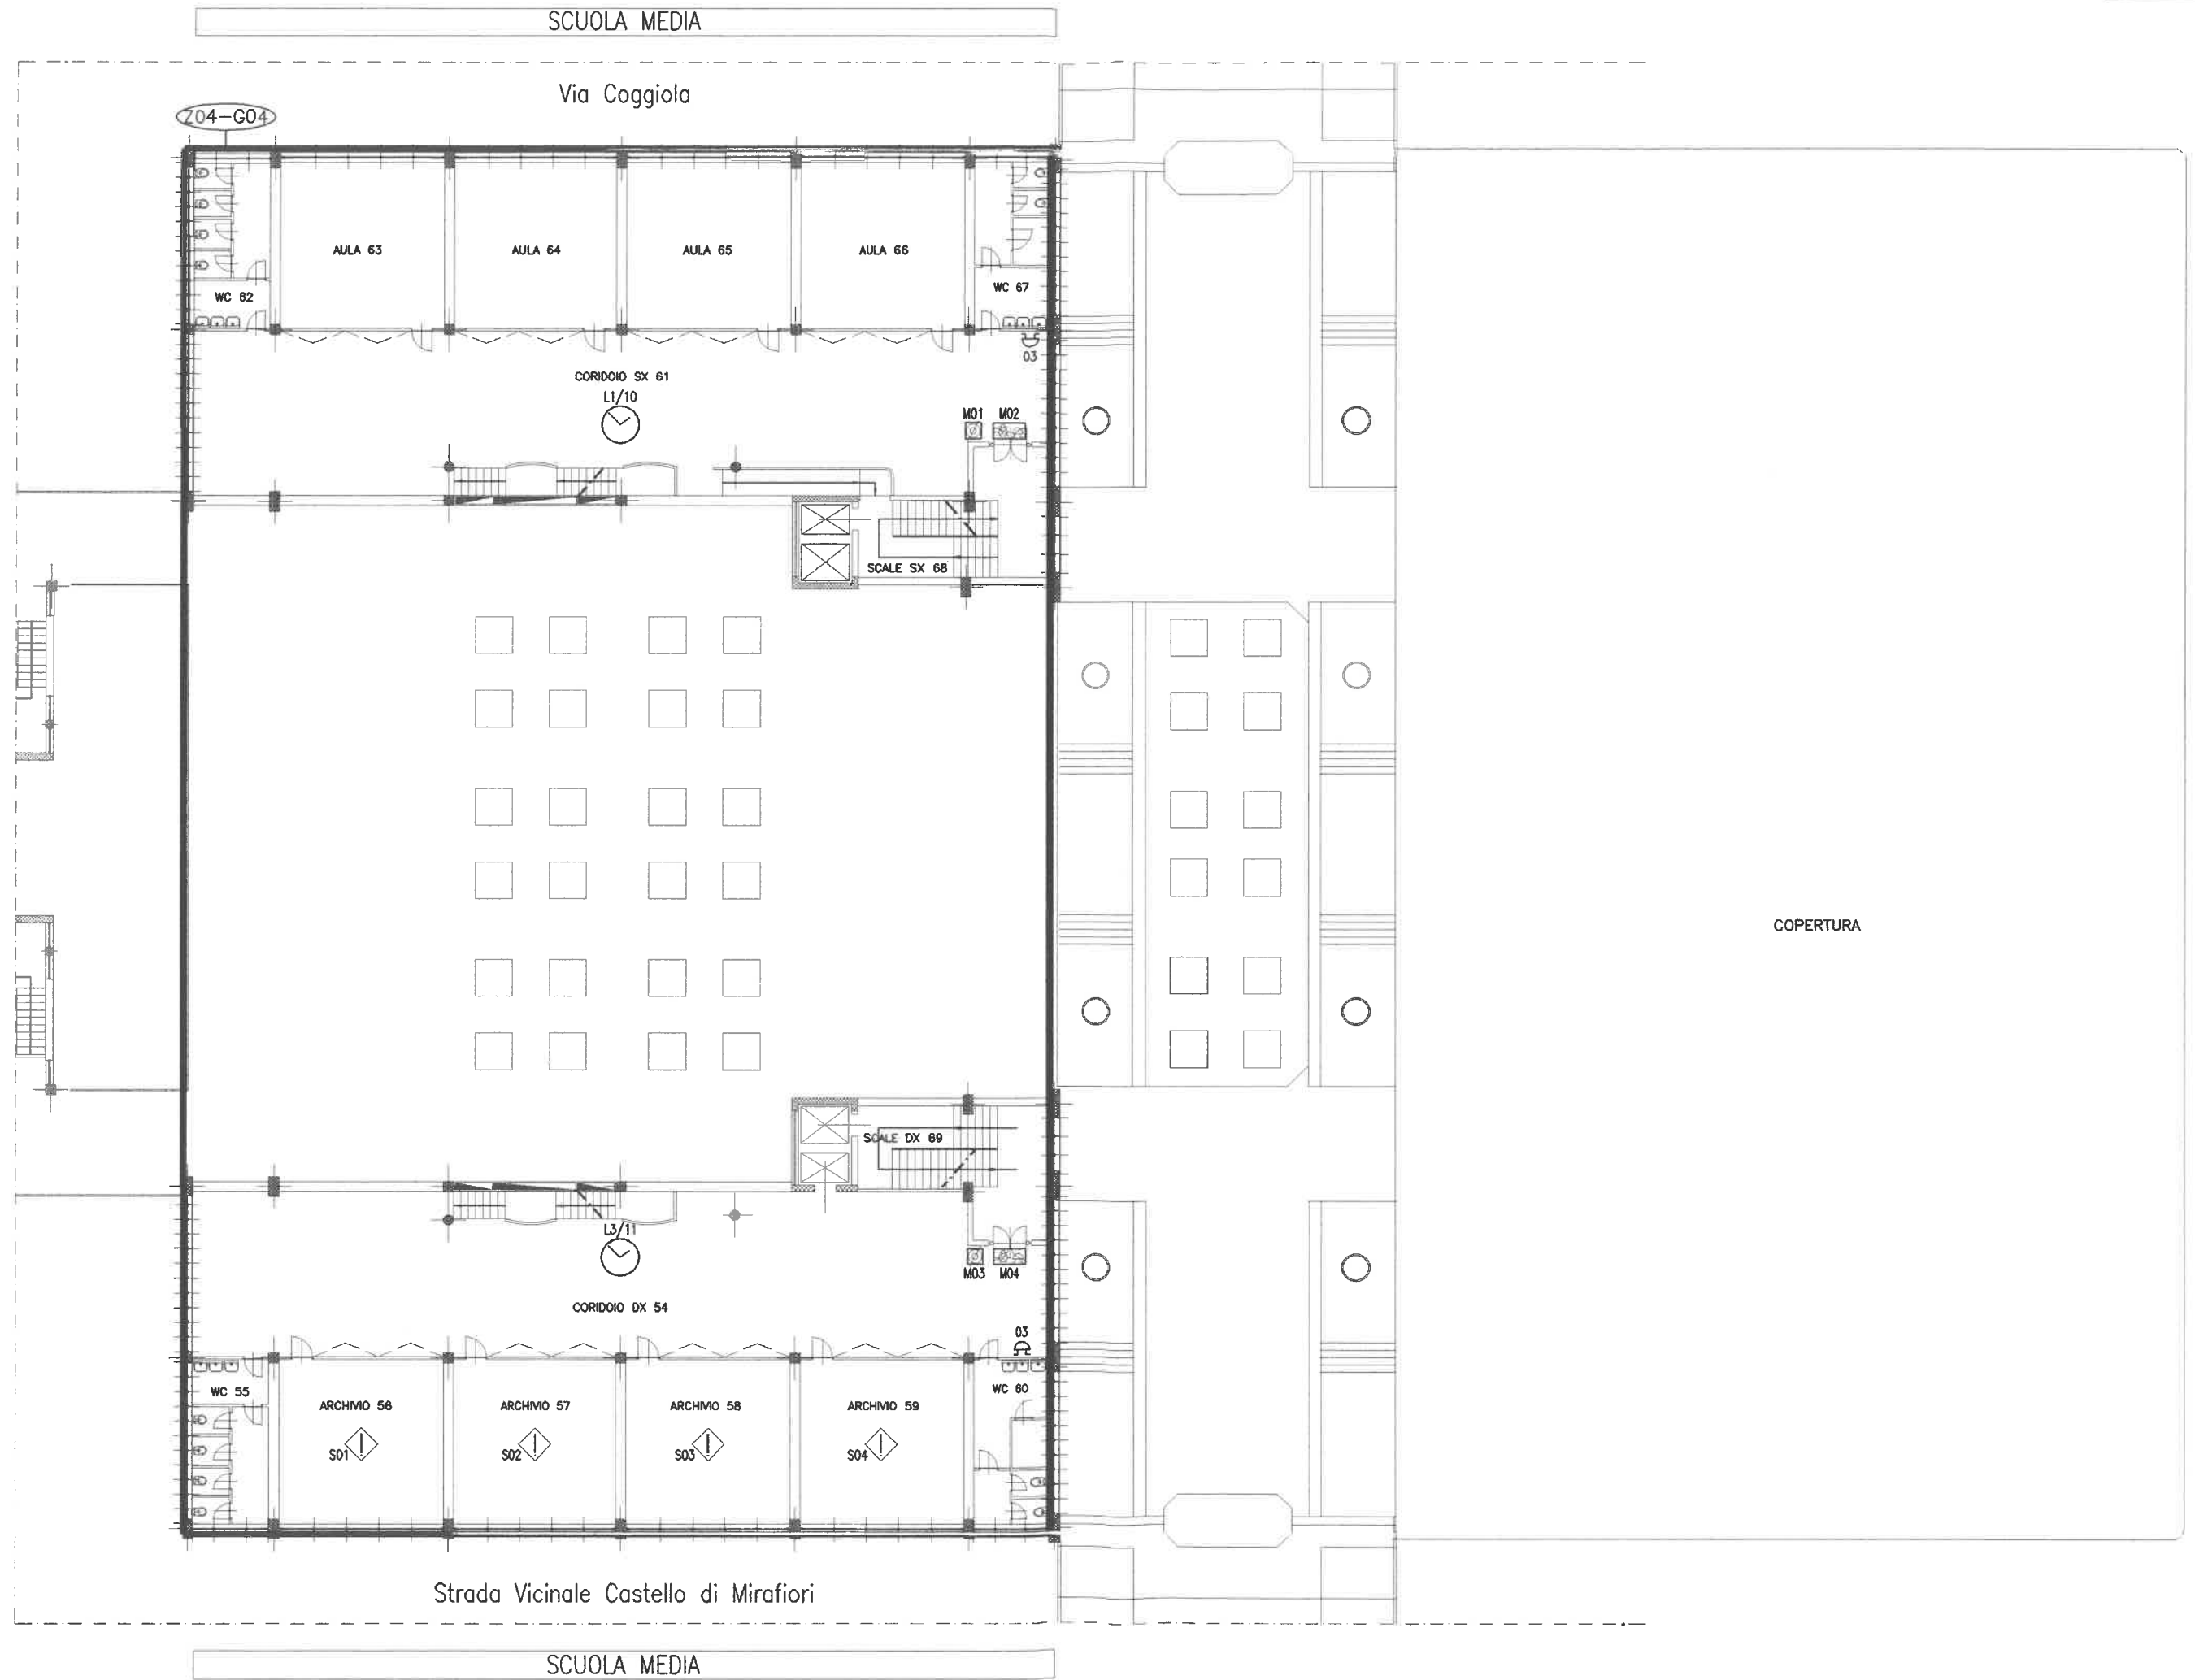 SCUOLA MEDIA
Via Coggiola
Z04-G04
AULA 63
AULA 64
AULA 65
AULA 66
WC 62
WC 67
03
CORIDOIO SX 61
L1/10
M01 M02
SCALE SX 68
COPERTURA
SCALE DX 69
L3/11
M03 M04
CORIDOIO DX 54
03
WC 55
WC 60
ARCHIVIO 56
ARCHIVIO 57
ARCHIVIO 58
ARCHIVIO 59
S01
S02
S03
S04
Strada Vicinale Castello di Mirafiori
SCUOLA MEDIA